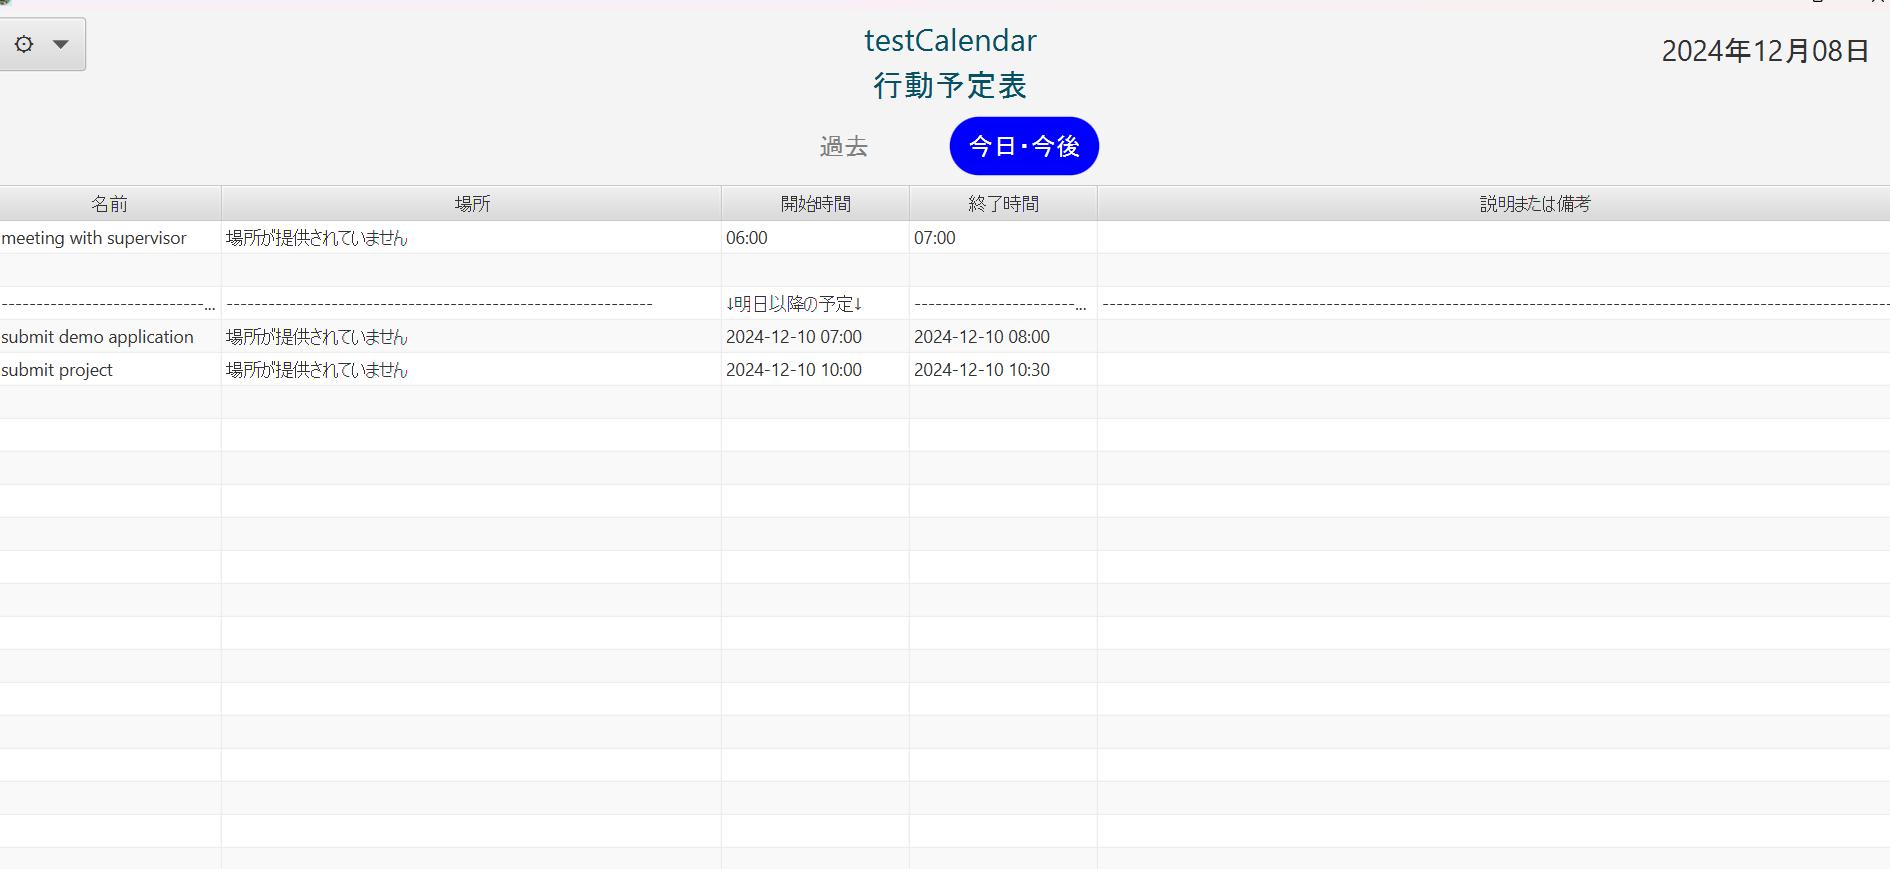 testCalendar
2024年12月08日
行動予定表
過去 今日・今後
名前 場所 開始時間 終了時間 説明または備考
meeting with supervisor 場所が提供されていません 06:00 07:00
-----------------------------... ------------------------------------------------------------- ↓明日以降の予定↓ -----------------------... -----------------------------------------------------------------------------------------------------------------
submit demo application 場所が提供されていません 2024-12-10 07:00 2024-12-10 08:00
submit project 場所が提供されていません 2024-12-10 10:00 2024-12-10 10:30